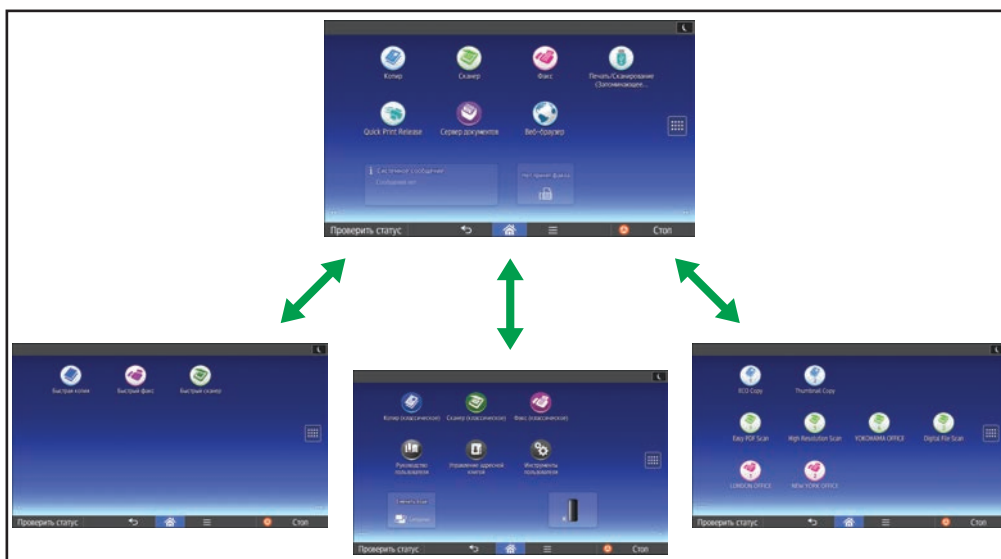 Копир
Сканер
Факс
Печать/Сканирование
(Запоминающее...
Quick Print Release
Сервер документов
Веб-браузер
Системное сообщение
Сообщения нет
Нет принят.факса
Проверить статус
Стоп
Быстрая копия
Быстрый факс
Быстрый сканер
Проверить статус
Стоп
Копир (классическое)
Сканер (классическое)
Факс (классическое)
Руководство
пользователя
Управление адресной
книгой
Инструменты
пользователя
K
Проверить статус
Стоп
ECO Copy
Thumbnail Copy
Easy PDF Scan
High Resolution Scan
YOKOHAMA OFFICE
Digital File Scan
LONDON OFFICE
NEW YORK OFFICE
Проверить статус
Стоп